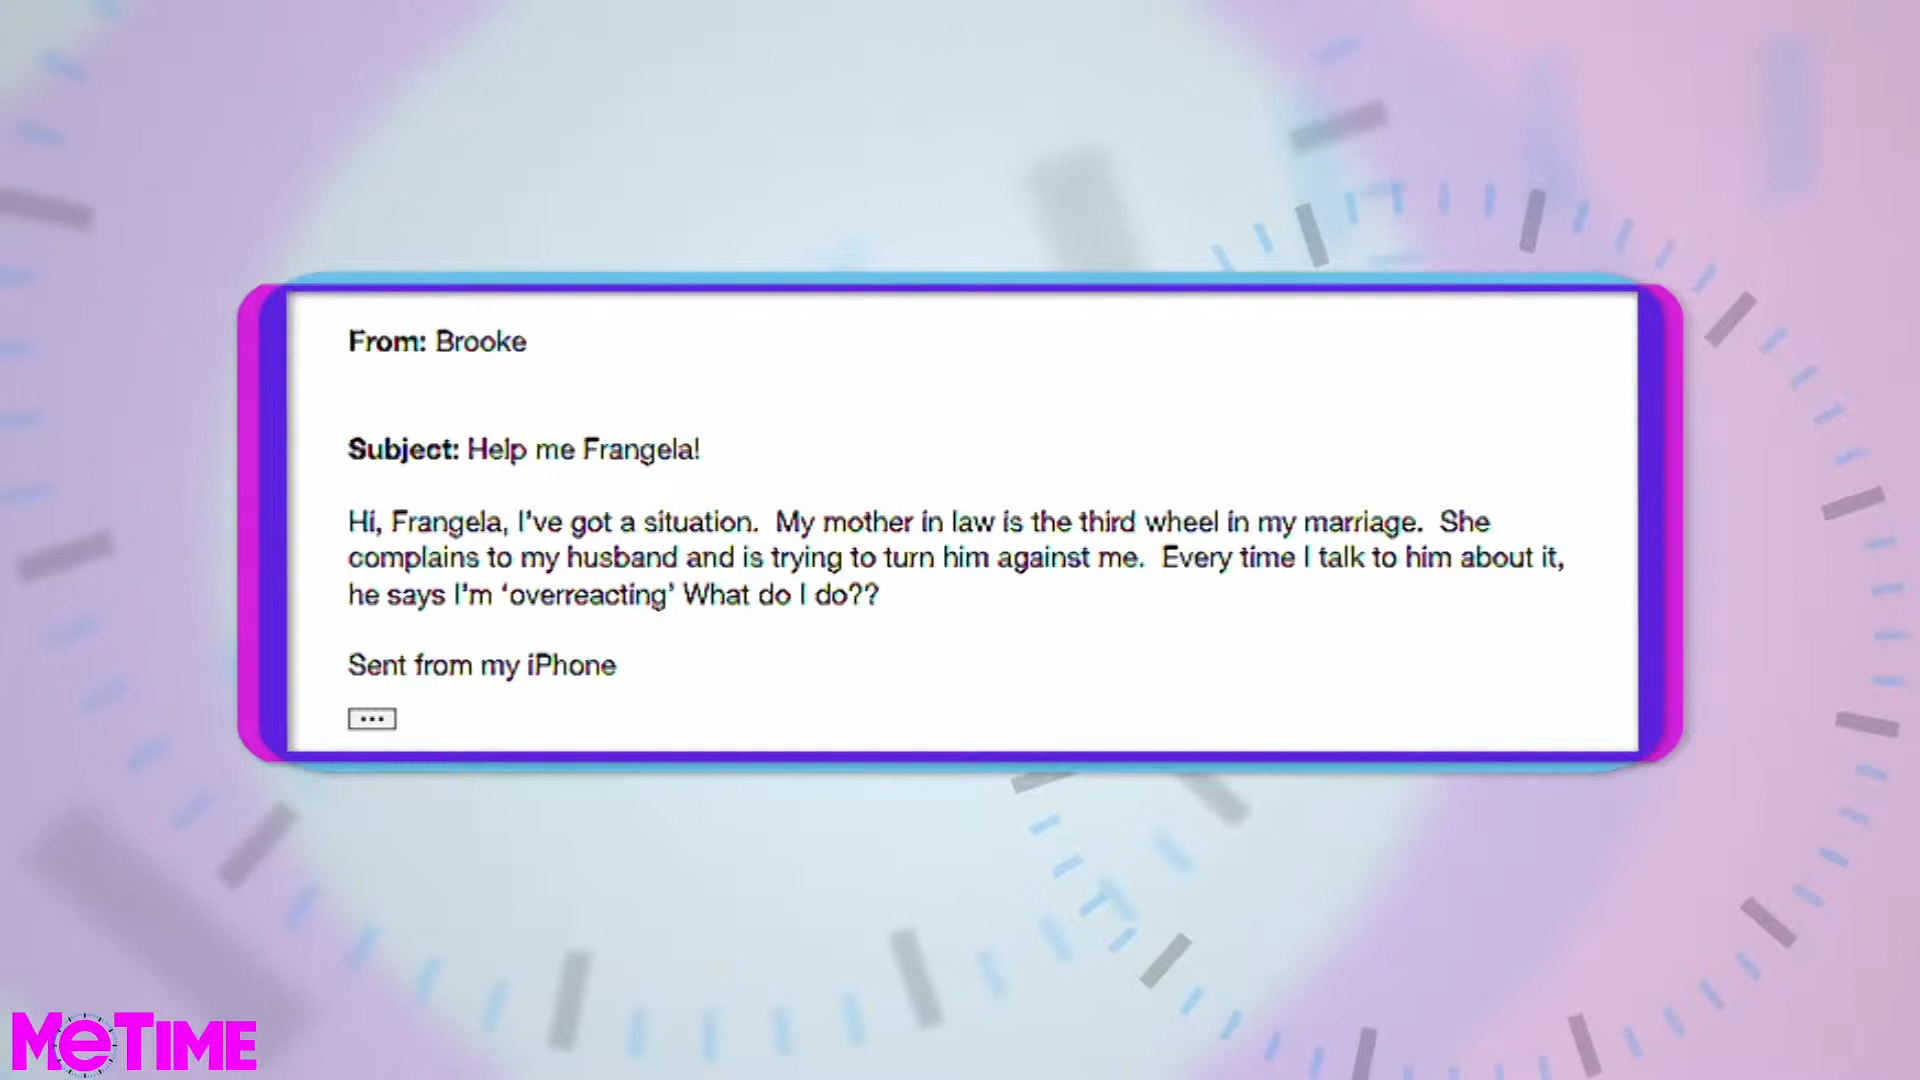 From: Brooke
Subject: Help me Frangela!
Hi, Frangela, I've got a situation.  My mother in law is the third wheel in my marriage.  She
complains to my husband and is trying to turn him against me.  Every time I talk to him about it,
he says I'm ‘overreacting’ What do I do??
Sent from my iPhone
•••
MeTIME